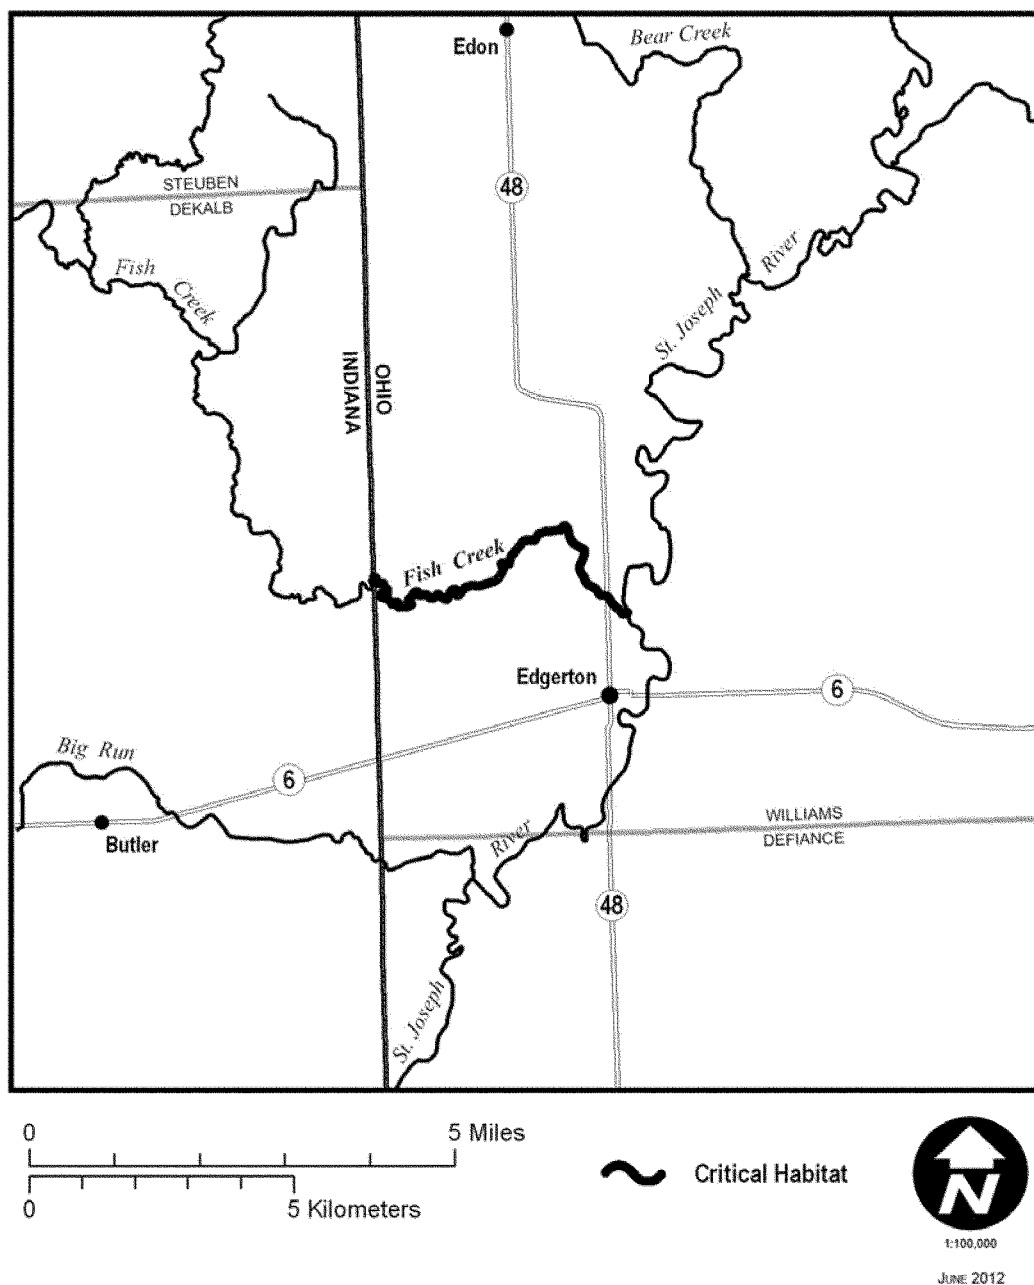 Bear Creek
Edon
48
STEUBEN
DEKALB
River
Fish
Creek
St. Joseph
OHIO
INDIANA
Fish Creek
Edgerton
6
Big Run
6
WILLIAMS
DEFIANCE
River
Butler
48
St. Joseph
0 5 Miles
0 5 Kilometers
Critical Habitat
N
1:100,000
JUNE 2012